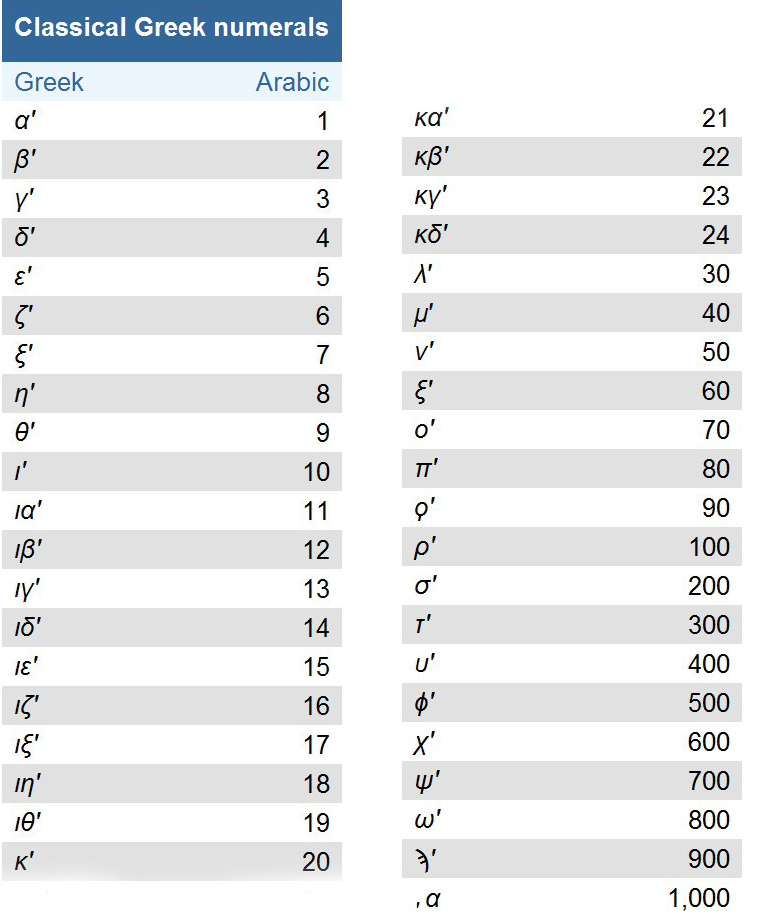 Classical Greek numerals
Greek Arabic
α′ 1
β′ 2
γ′ 3
δ′ 4
ε′ 5
ζ′ 6
ξ′ 7
η′ 8
θ′ 9
ι′ 10
ια′ 11
ιβ′ 12
ιγ′ 13
ιδ′ 14
ιε′ 15
ιζ′ 16
ιξ′ 17
ιη′ 18
ιθ′ 19
κ′ 20
κα′ 21
κβ′ 22
κγ′ 23
κδ′ 24
λ′ 30
μ′ 40
ν′ 50
ξ′ 60
ο′ 70
π′ 80
ϙ′ 90
ρ′ 100
σ′ 200
τ′ 300
υ′ 400
ϕ′ 500
χ′ 600
ψ′ 700
ω′ 800
ϡ′ 900
͵α 1,000